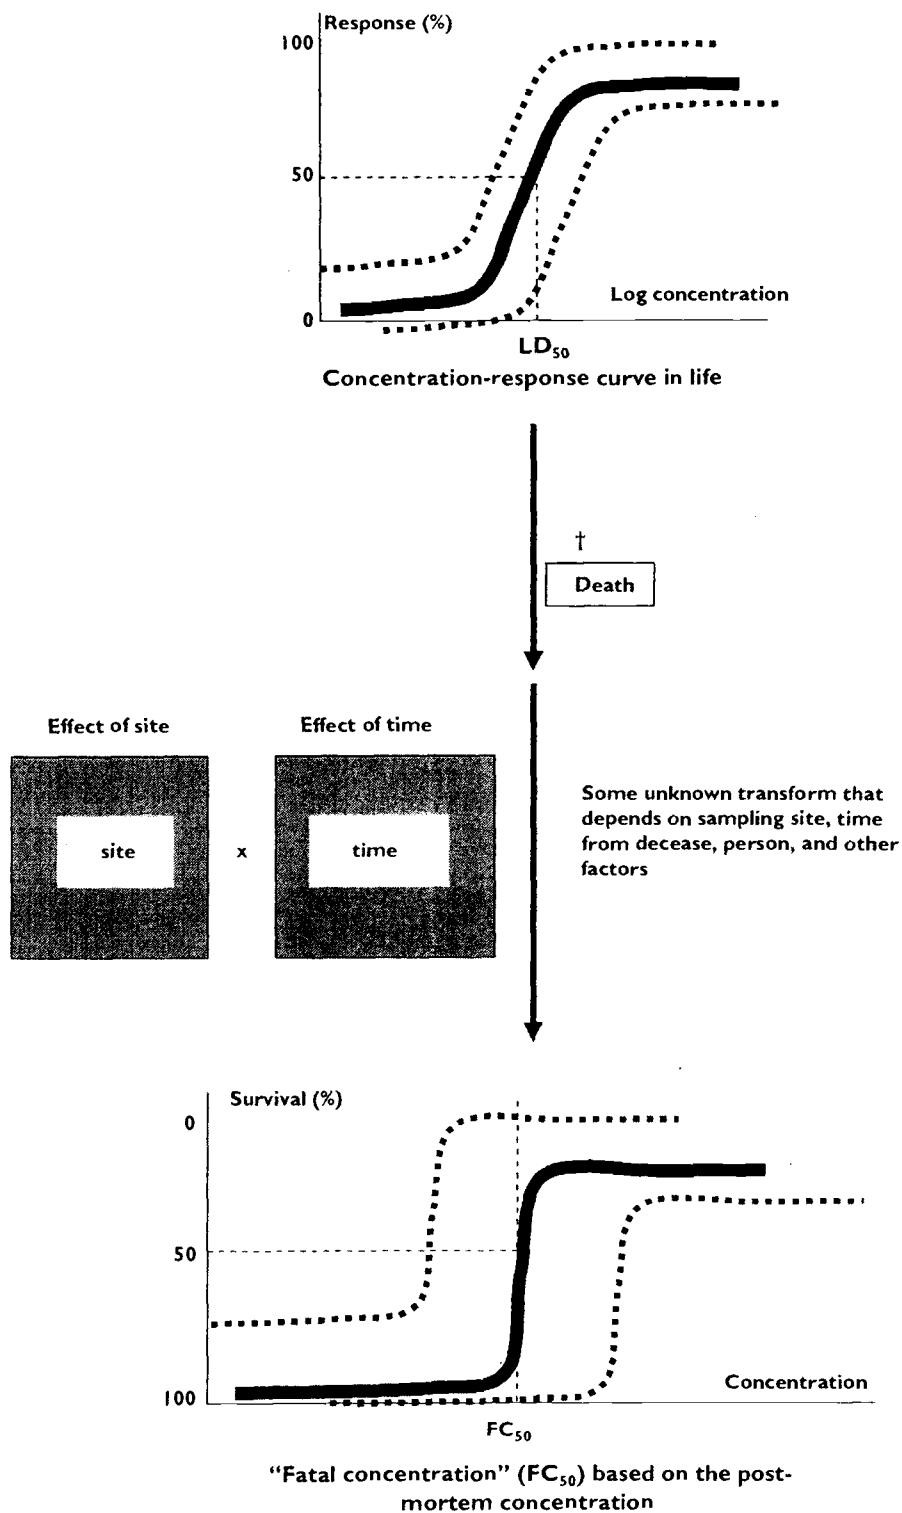 Response (%)
100
50
0
Log concentration
LD₅₀
Concentration-response curve in life
†
Death
Effect of site
Effect of time
site
x
time
Some unknown transform that
depends on sampling site, time
from decease, person, and other
factors
Survival (%)
0
50
100
Concentration
FC₅₀
“Fatal concentration” (FC₅₀) based on the post-
mortem concentration